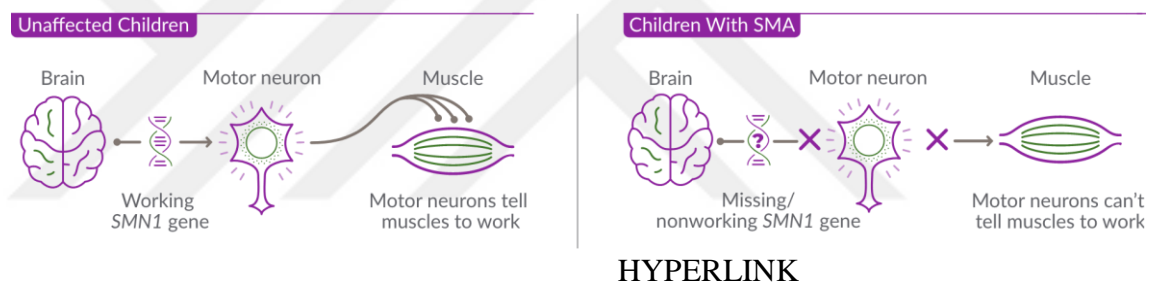 Unaffected Children
Brain
Motor neuron
Muscle
Working
SMN1 gene
Motor neurons tell
muscles to work
Children With SMA
Brain
Motor neuron
Muscle
?
Missing/
nonworking SMN1 gene
Motor neurons can't
tell muscles to work
HYPERLINK